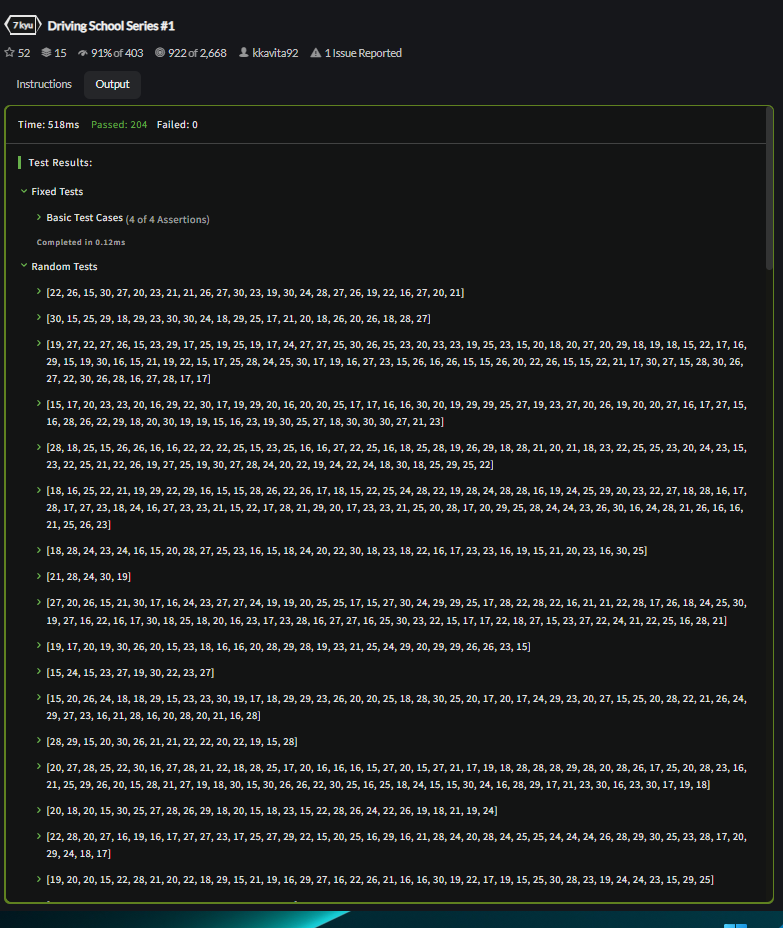 7 kyu Driving School Series #1
52 15 91% of 403 922 of 2,668 kkavita92 1 Issue Reported
Instructions Output
Time: 518ms Passed: 204 Failed: 0
Test Results:
Fixed Tests
Basic Test Cases (4 of 4 Assertions)
Completed in 0.12ms
Random Tests
[22, 26, 15, 30, 27, 20, 23, 21, 21, 26, 27, 30, 23, 19, 30, 24, 28, 27, 26, 19, 22, 16, 27, 20, 21]
[30, 15, 25, 29, 18, 29, 23, 30, 30, 24, 18, 29, 25, 17, 21, 20, 18, 26, 20, 26, 18, 28, 27]
[19, 27, 22, 27, 26, 15, 23, 29, 17, 25, 19, 25, 19, 17, 24, 27, 27, 25, 30, 26, 25, 23, 20, 23, 23, 19, 25, 23, 15, 20, 18, 20, 27, 20, 29, 18, 19, 18, 15, 22, 17, 16,
29, 15, 19, 30, 16, 15, 21, 19, 22, 15, 17, 25, 28, 24, 25, 30, 17, 19, 16, 27, 23, 15, 26, 16, 26, 15, 15, 26, 20, 22, 26, 15, 15, 22, 21, 17, 30, 27, 15, 28, 30, 26,
27, 22, 30, 26, 28, 16, 27, 28, 17, 17]
[15, 17, 20, 23, 23, 20, 16, 29, 22, 30, 17, 19, 29, 20, 16, 20, 20, 25, 17, 17, 16, 16, 30, 20, 19, 29, 29, 25, 27, 19, 23, 27, 20, 26, 19, 20, 20, 27, 16, 17, 27, 15,
16, 28, 26, 22, 29, 18, 20, 30, 19, 19, 15, 16, 23, 19, 30, 25, 27, 18, 30, 30, 30, 27, 21, 23]
[28, 18, 25, 15, 26, 26, 16, 16, 22, 22, 22, 25, 15, 23, 25, 16, 16, 27, 22, 25, 16, 18, 25, 28, 19, 26, 29, 18, 28, 21, 20, 21, 18, 23, 22, 25, 25, 23, 20, 24, 23, 15,
23, 22, 25, 21, 22, 26, 19, 27, 25, 19, 30, 27, 28, 24, 20, 22, 19, 24, 22, 24, 18, 30, 18, 25, 29, 25, 22]
[18, 16, 25, 22, 21, 19, 29, 22, 29, 16, 15, 15, 28, 26, 22, 26, 17, 18, 15, 22, 25, 24, 28, 22, 19, 28, 24, 28, 28, 16, 19, 24, 25, 29, 20, 23, 22, 27, 18, 28, 16, 17,
28, 17, 27, 23, 18, 24, 16, 27, 23, 23, 21, 15, 22, 17, 28, 21, 29, 20, 17, 23, 23, 21, 25, 20, 28, 17, 20, 29, 25, 28, 24, 24, 23, 26, 30, 16, 24, 28, 21, 26, 16, 16,
21, 25, 26, 23]
[18, 28, 24, 23, 24, 16, 15, 20, 28, 27, 25, 23, 16, 15, 18, 24, 20, 22, 30, 18, 23, 18, 22, 16, 17, 23, 23, 16, 19, 15, 21, 20, 23, 16, 30, 25]
[21, 28, 24, 30, 19]
[27, 20, 26, 15, 21, 30, 17, 16, 24, 23, 27, 27, 24, 19, 19, 20, 25, 25, 17, 15, 27, 30, 24, 29, 29, 25, 17, 28, 22, 28, 22, 16, 21, 21, 22, 28, 17, 26, 18, 24, 25, 30,
19, 27, 16, 22, 16, 17, 30, 18, 25, 18, 20, 16, 23, 17, 23, 28, 16, 27, 27, 16, 25, 30, 23, 22, 15, 17, 17, 22, 18, 27, 15, 23, 27, 22, 24, 21, 22, 25, 16, 28, 21]
[19, 17, 20, 19, 30, 26, 20, 15, 23, 18, 16, 16, 20, 28, 29, 28, 19, 23, 21, 25, 24, 29, 20, 29, 29, 26, 26, 23, 15]
[15, 24, 15, 23, 27, 19, 30, 22, 23, 27]
[15, 20, 26, 24, 18, 18, 29, 15, 23, 23, 30, 19, 17, 18, 29, 29, 23, 26, 20, 20, 25, 18, 28, 30, 25, 20, 17, 20, 17, 24, 29, 23, 20, 27, 15, 25, 20, 28, 22, 21, 26, 24,
29, 27, 23, 16, 21, 28, 16, 20, 28, 20, 21, 16, 28]
[28, 29, 15, 20, 30, 26, 21, 21, 22, 22, 20, 22, 19, 15, 28]
[20, 27, 28, 25, 22, 30, 16, 27, 28, 21, 22, 18, 28, 25, 17, 20, 16, 16, 16, 15, 27, 20, 15, 27, 21, 17, 19, 18, 28, 28, 28, 29, 28, 20, 28, 26, 17, 25, 20, 28, 23, 16,
21, 25, 29, 26, 20, 15, 28, 21, 27, 19, 18, 30, 15, 30, 26, 26, 22, 30, 25, 16, 25, 18, 24, 15, 15, 30, 24, 16, 28, 29, 17, 21, 23, 30, 16, 23, 30, 17, 19, 18]
[20, 18, 20, 15, 30, 25, 27, 28, 26, 29, 18, 20, 15, 18, 23, 15, 22, 28, 26, 24, 22, 26, 19, 18, 21, 19, 24]
[22, 28, 20, 27, 16, 19, 16, 17, 27, 27, 23, 17, 25, 27, 29, 22, 15, 20, 25, 16, 29, 16, 21, 28, 24, 20, 28, 24, 25, 25, 24, 24, 24, 26, 28, 29, 30, 25, 23, 28, 17, 20,
29, 24, 18, 17]
[19, 20, 20, 15, 22, 28, 21, 20, 22, 18, 29, 15, 21, 19, 16, 29, 27, 16, 22, 26, 21, 16, 16, 30, 19, 22, 17, 19, 15, 25, 30, 28, 23, 19, 24, 24, 23, 15, 29, 25]